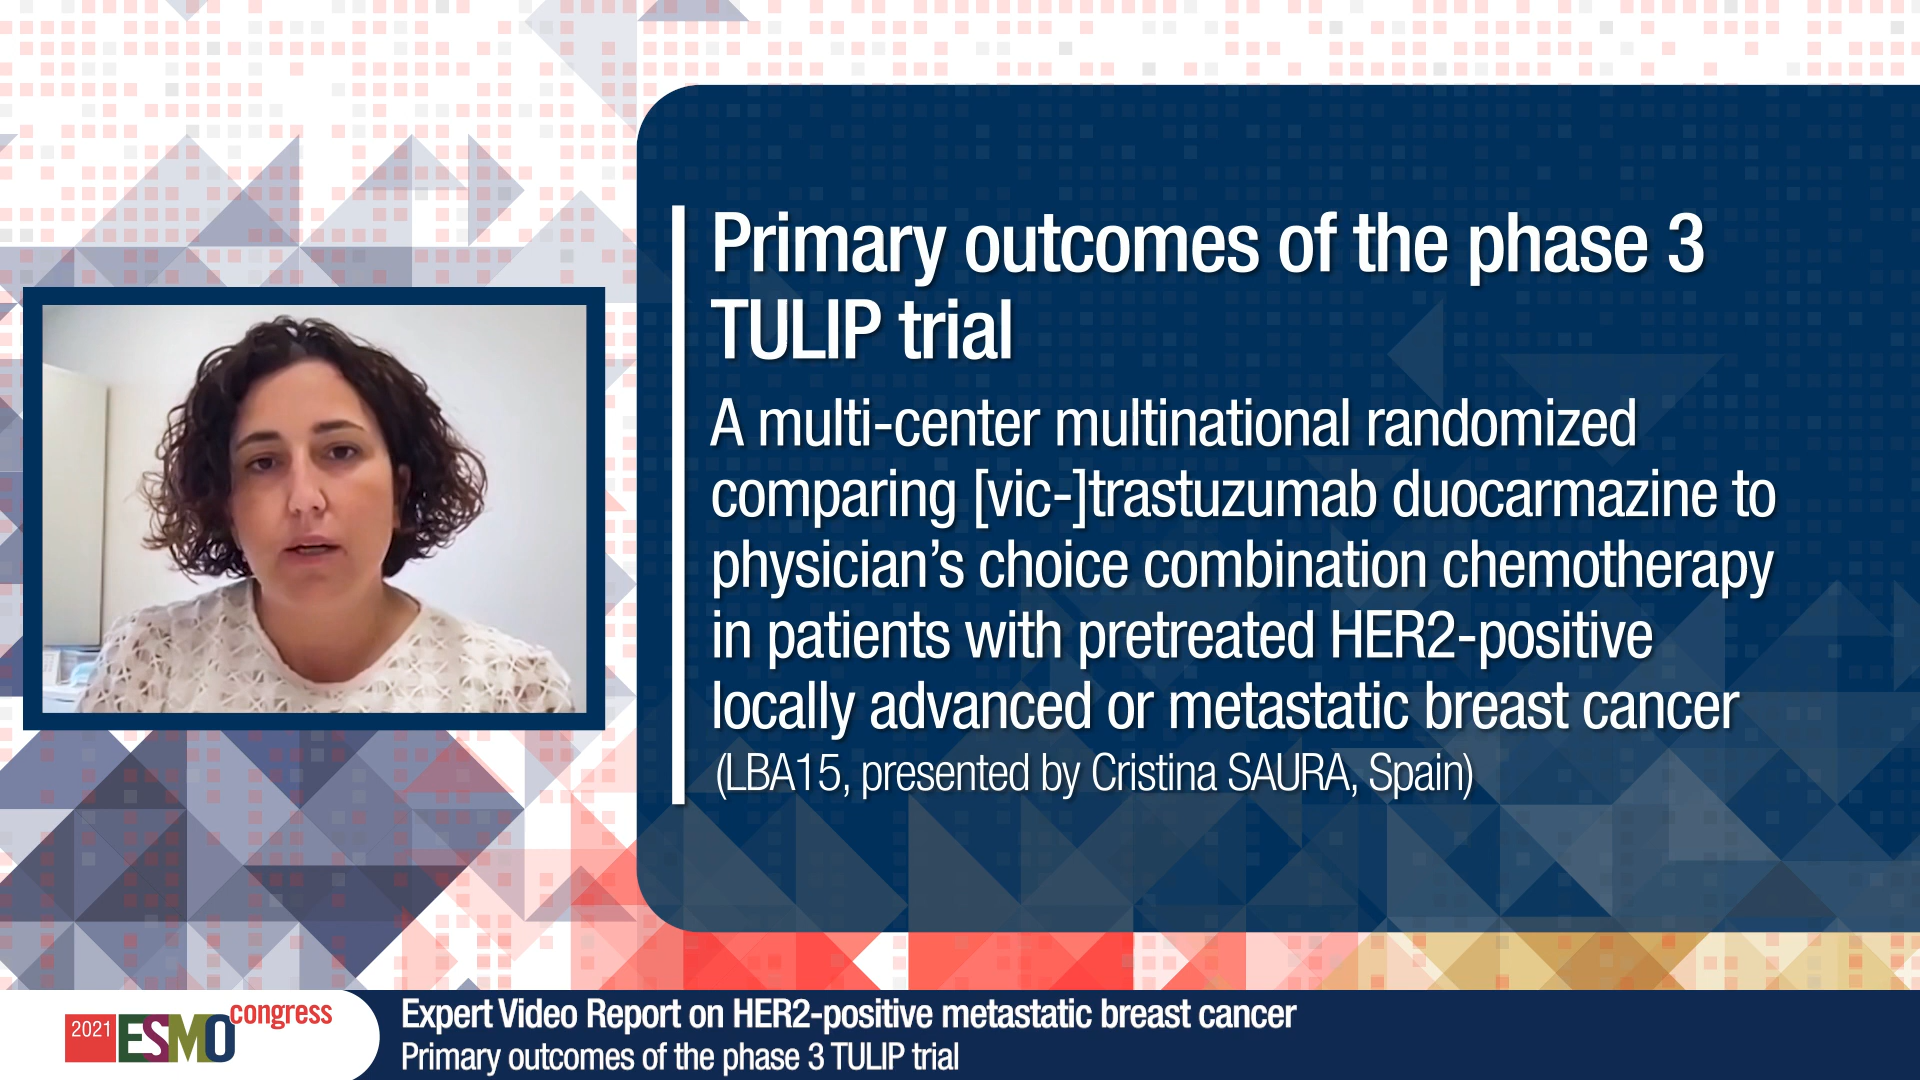 Primary outcomes of the phase 3
TULIP trial
A multi-center multinational randomized
comparing [vic-]trastuzumab duocarmazine to
physician’s choice combination chemotherapy
in patients with pretreated HER2-positive
locally advanced or metastatic breast cancer
(LBA15, presented by Cristina SAURA, Spain)
2021 ESMO congress
Expert Video Report on HER2-positive metastatic breast cancer
Primary outcomes of the phase 3 TULIP trial